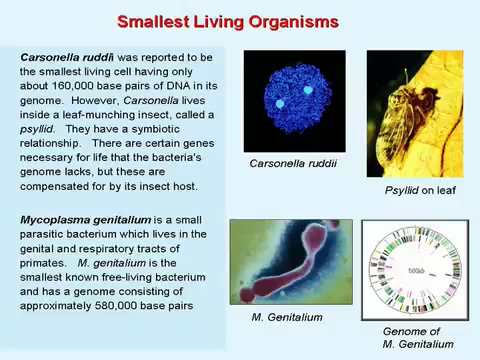 Smallest Living Organisms
Carsonella ruddii was reported to be
the smallest living cell having only
about 160,000 base pairs of DNA in its
genome. However, Carsonella lives
inside a leaf-munching insect, called a
psyllid. They have a symbiotic
relationship. There are certain genes
necessary for life that the bacteria's
genome lacks, but these are
compensated for by its insect host.
Carsonella ruddii
Psyllid on leaf
Mycoplasma genitalium is a small
parasitic bacterium which lives in the
genital and respiratory tracts of
primates. M. genitalium is the
smallest known free-living bacterium
and has a genome consisting of
approximately 580,000 base pairs
M. Genitalium
580kb
Genome of
M. Genitalium